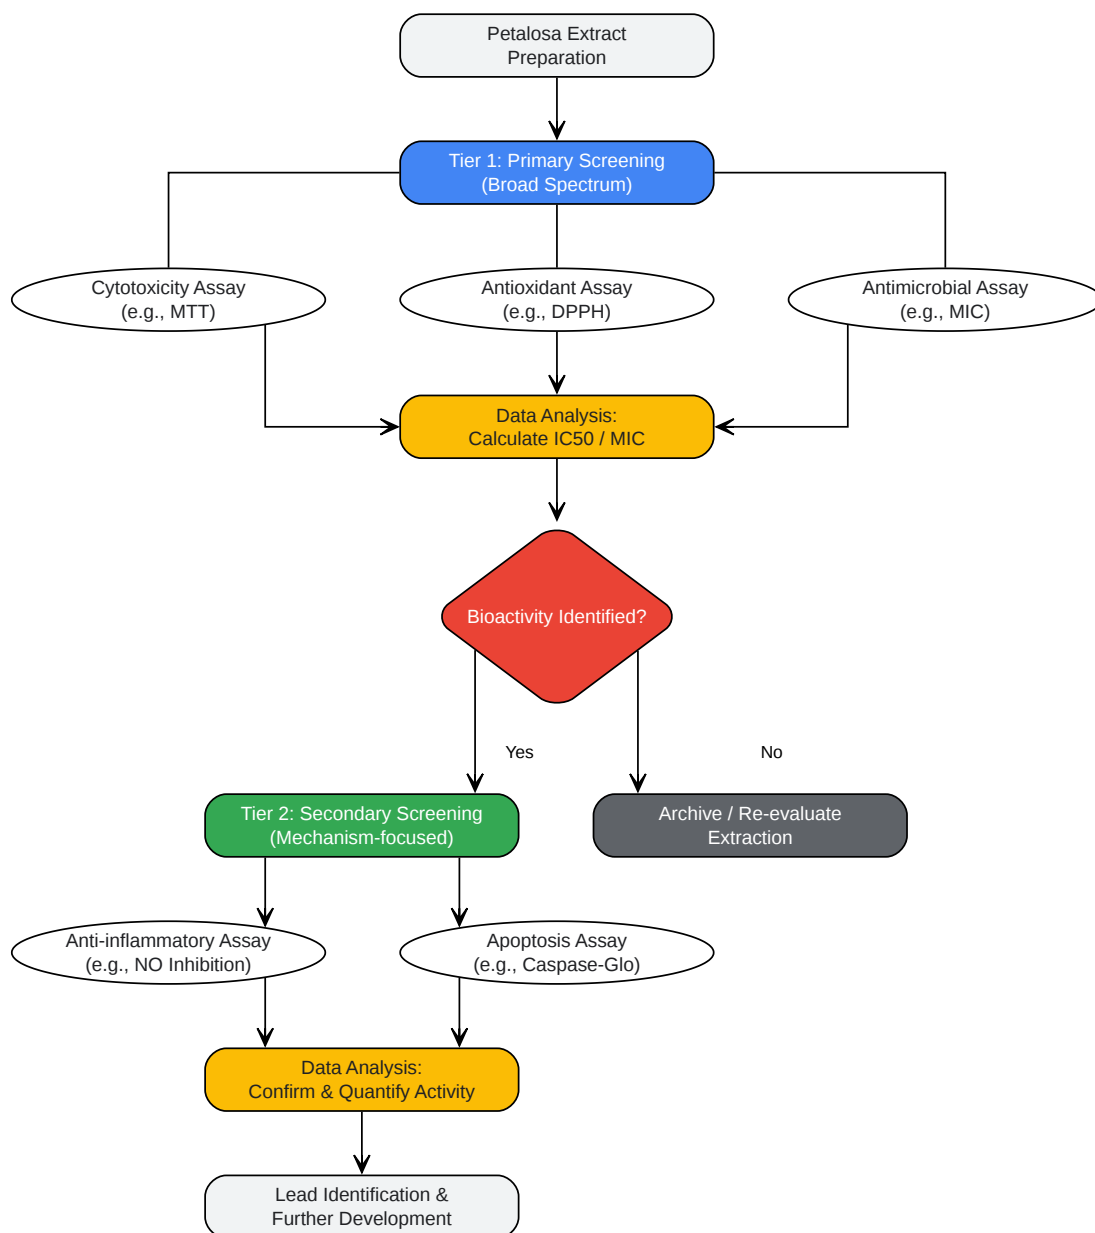 Petalosa Extract
Preparation
Tier 1: Primary Screening
(Broad Spectrum)
Cytotoxicity Assay
(e.g., MTT)
Antioxidant Assay
(e.g., DPPH)
Antimicrobial Assay
(e.g., MIC)
Data Analysis:
Calculate IC50 / MIC
Bioactivity Identified?
Yes
No
Tier 2: Secondary Screening
(Mechanism-focused)
Archive / Re-evaluate
Extraction
Anti-inflammatory Assay
(e.g., NO Inhibition)
Apoptosis Assay
(e.g., Caspase-Glo)
Data Analysis:
Confirm & Quantify Activity
Lead Identification &
Further Development